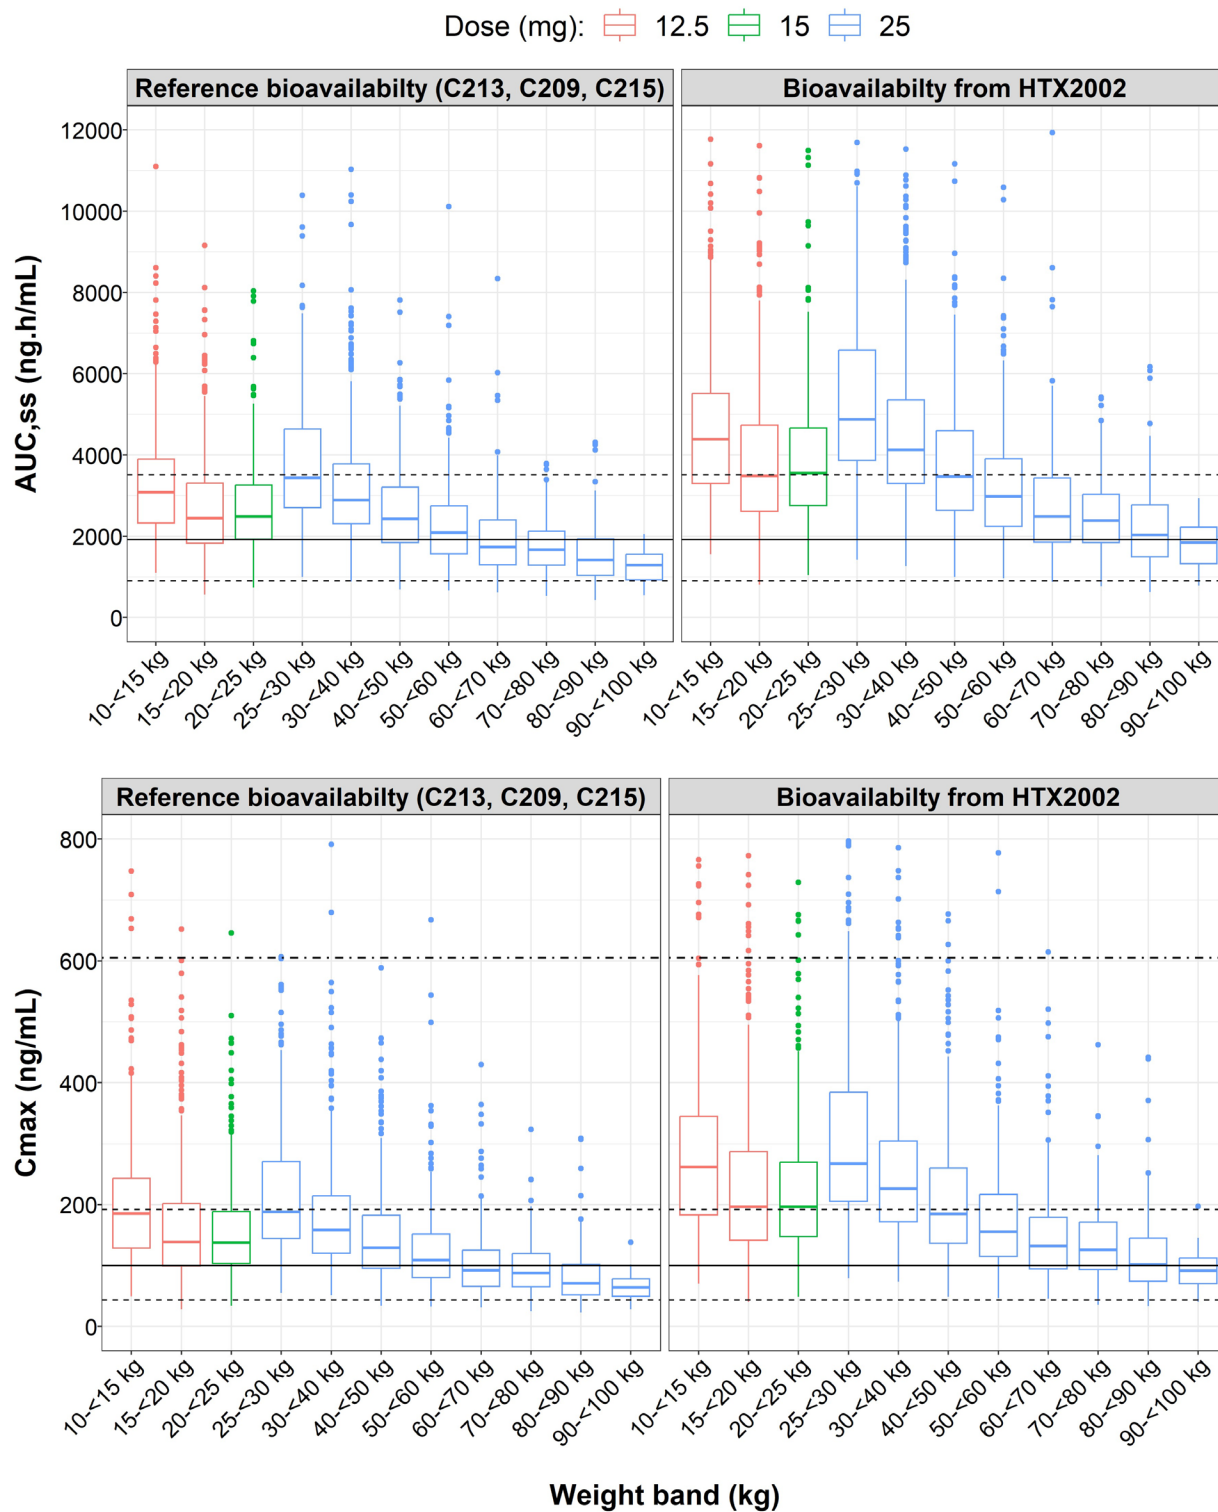 Dose (mg): 12.5 15 25
Reference bioavailabilty (C213, C209, C215) Bioavailabilty from HTX2002
AUC,ss (ng.h/mL)
12000
10000
8000
6000
4000
2000
0
10-<15 kg 15-<20 kg 20-<25 kg 25-<30 kg 30-<40 kg 40-<50 kg 50-<60 kg 60-<70 kg 70-<80 kg 80-<90 kg 90-<100 kg 10-<15 kg 15-<20 kg 20-<25 kg 25-<30 kg 30-<40 kg 40-<50 kg 50-<60 kg 60-<70 kg 70-<80 kg 80-<90 kg 90-<100 kg
Reference bioavailabilty (C213, C209, C215) Bioavailabilty from HTX2002
Cmax (ng/mL)
800
600
400
200
0
10-<15 kg 15-<20 kg 20-<25 kg 25-<30 kg 30-<40 kg 40-<50 kg 50-<60 kg 60-<70 kg 70-<80 kg 80-<90 kg 90-<100 kg 10-<15 kg 15-<20 kg 20-<25 kg 25-<30 kg 30-<40 kg 40-<50 kg 50-<60 kg 60-<70 kg 70-<80 kg 80-<90 kg 90-<100 kg
Weight band (kg)